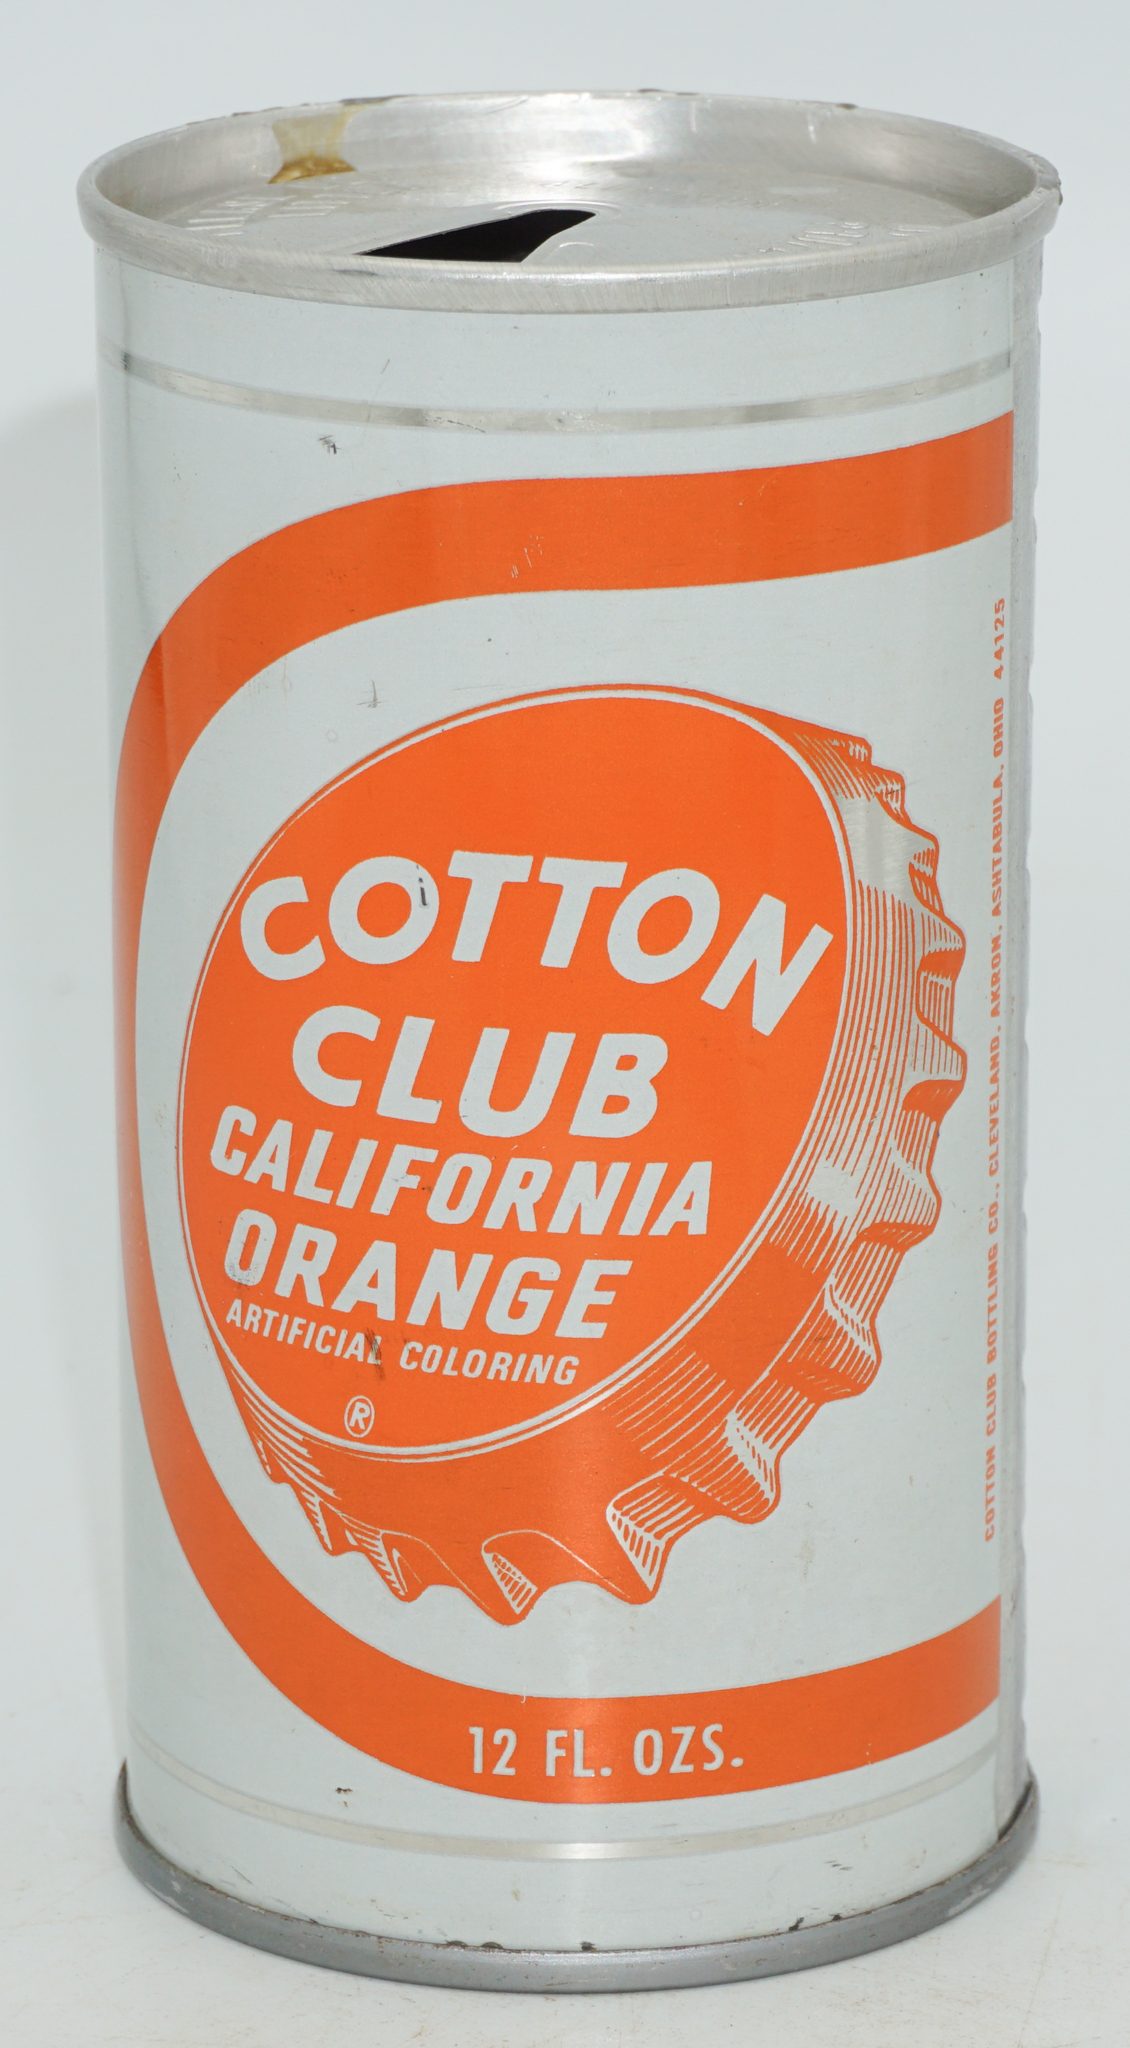 COTTON
CLUB
CALIFORNIA
ORANGE
ARTIFICIAL COLORING
®
12 FL. OZS.
COTTON CLUB BOTTLING CO., CLEVELAND, AKRON, ASHTABULA, OHIO 44125